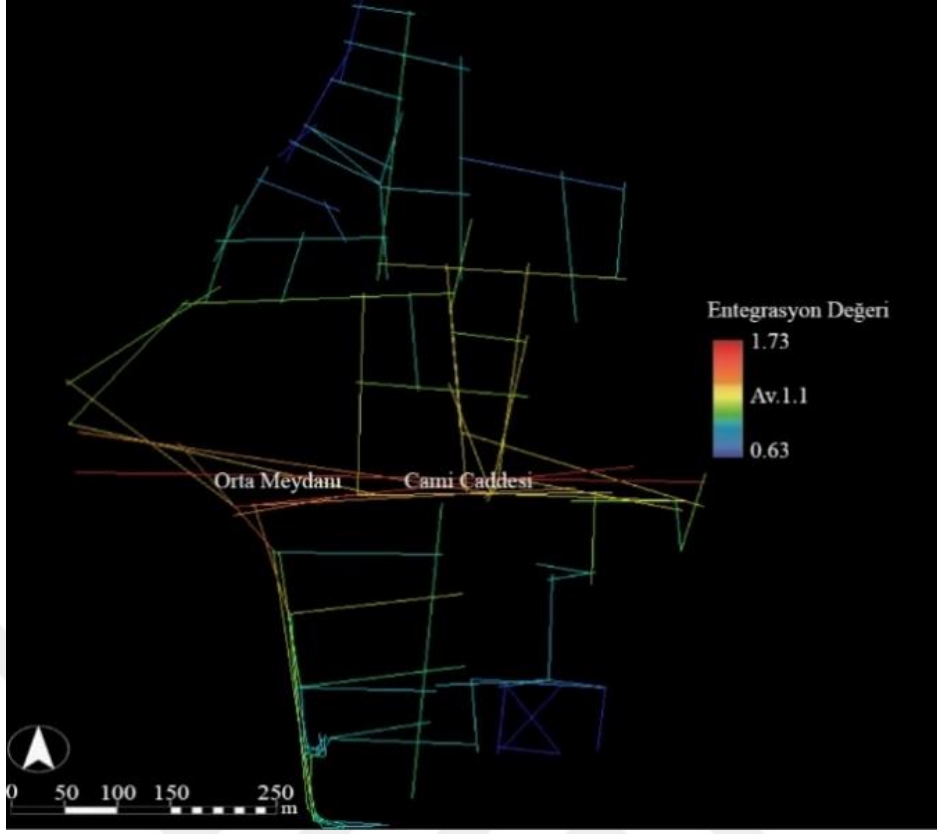 Entegrasyon Değeri
1.73
Av.1.1
0.63
Orta Meydanı Cami Caddesi
0 50 100 150 250
m